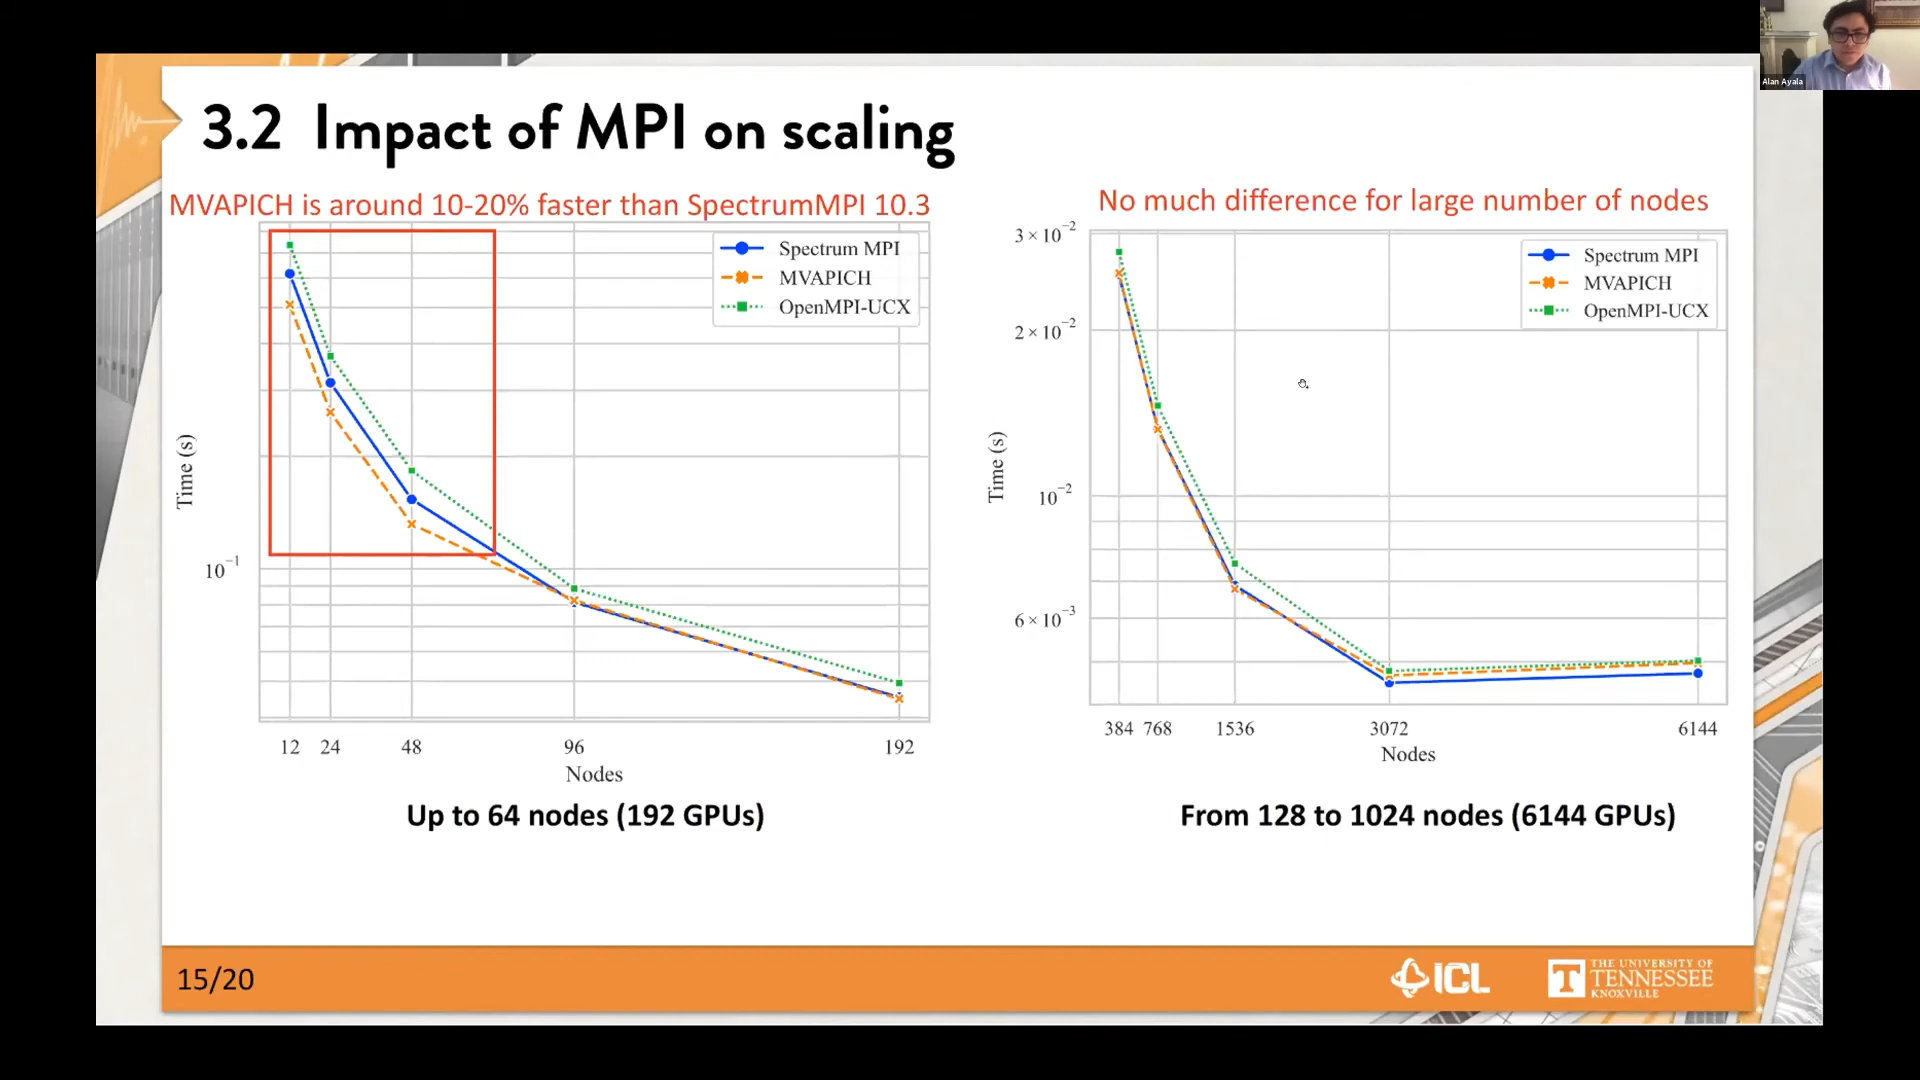 Alan Ayala
3.2 Impact of MPI on scaling
MVAPICH is around 10-20% faster than SpectrumMPI 10.3
Spectrum MPI
MVAPICH
OpenMPI-UCX
Time (s)
10⁻¹
12 24 48 96 192
Nodes
Up to 64 nodes (192 GPUs)
No much difference for large number of nodes
3 × 10⁻²
Spectrum MPI
MVAPICH
OpenMPI-UCX
2 × 10⁻²
Time (s)
10⁻²
6 × 10⁻³
384 768 1536 3072 6144
Nodes
From 128 to 1024 nodes (6144 GPUs)
15/20
ICL
T
THE UNIVERSITY OF
TENNESSEE
KNOXVILLE